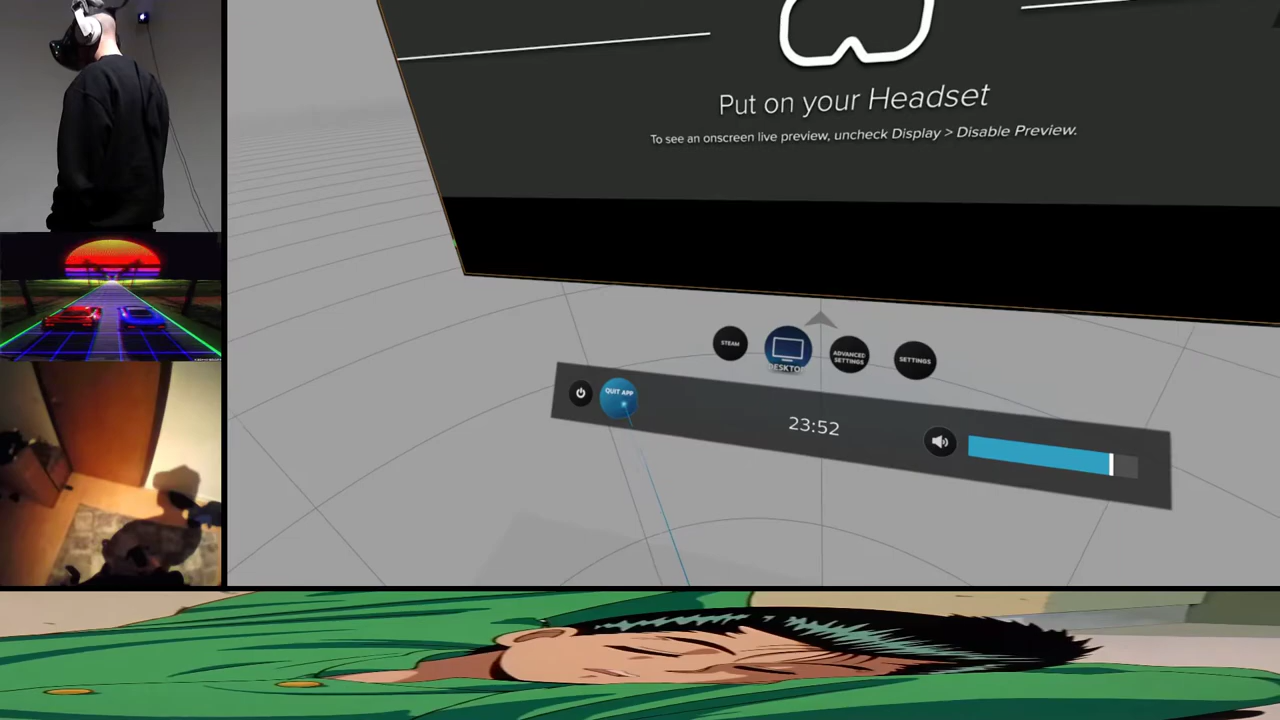 Put on your Headset
To see an onscreen live preview, uncheck Display > Disable Preview.
STEAM
DESKTOP
ADVANCED
SETTINGS
SETTINGS
QUIT APP
23:52